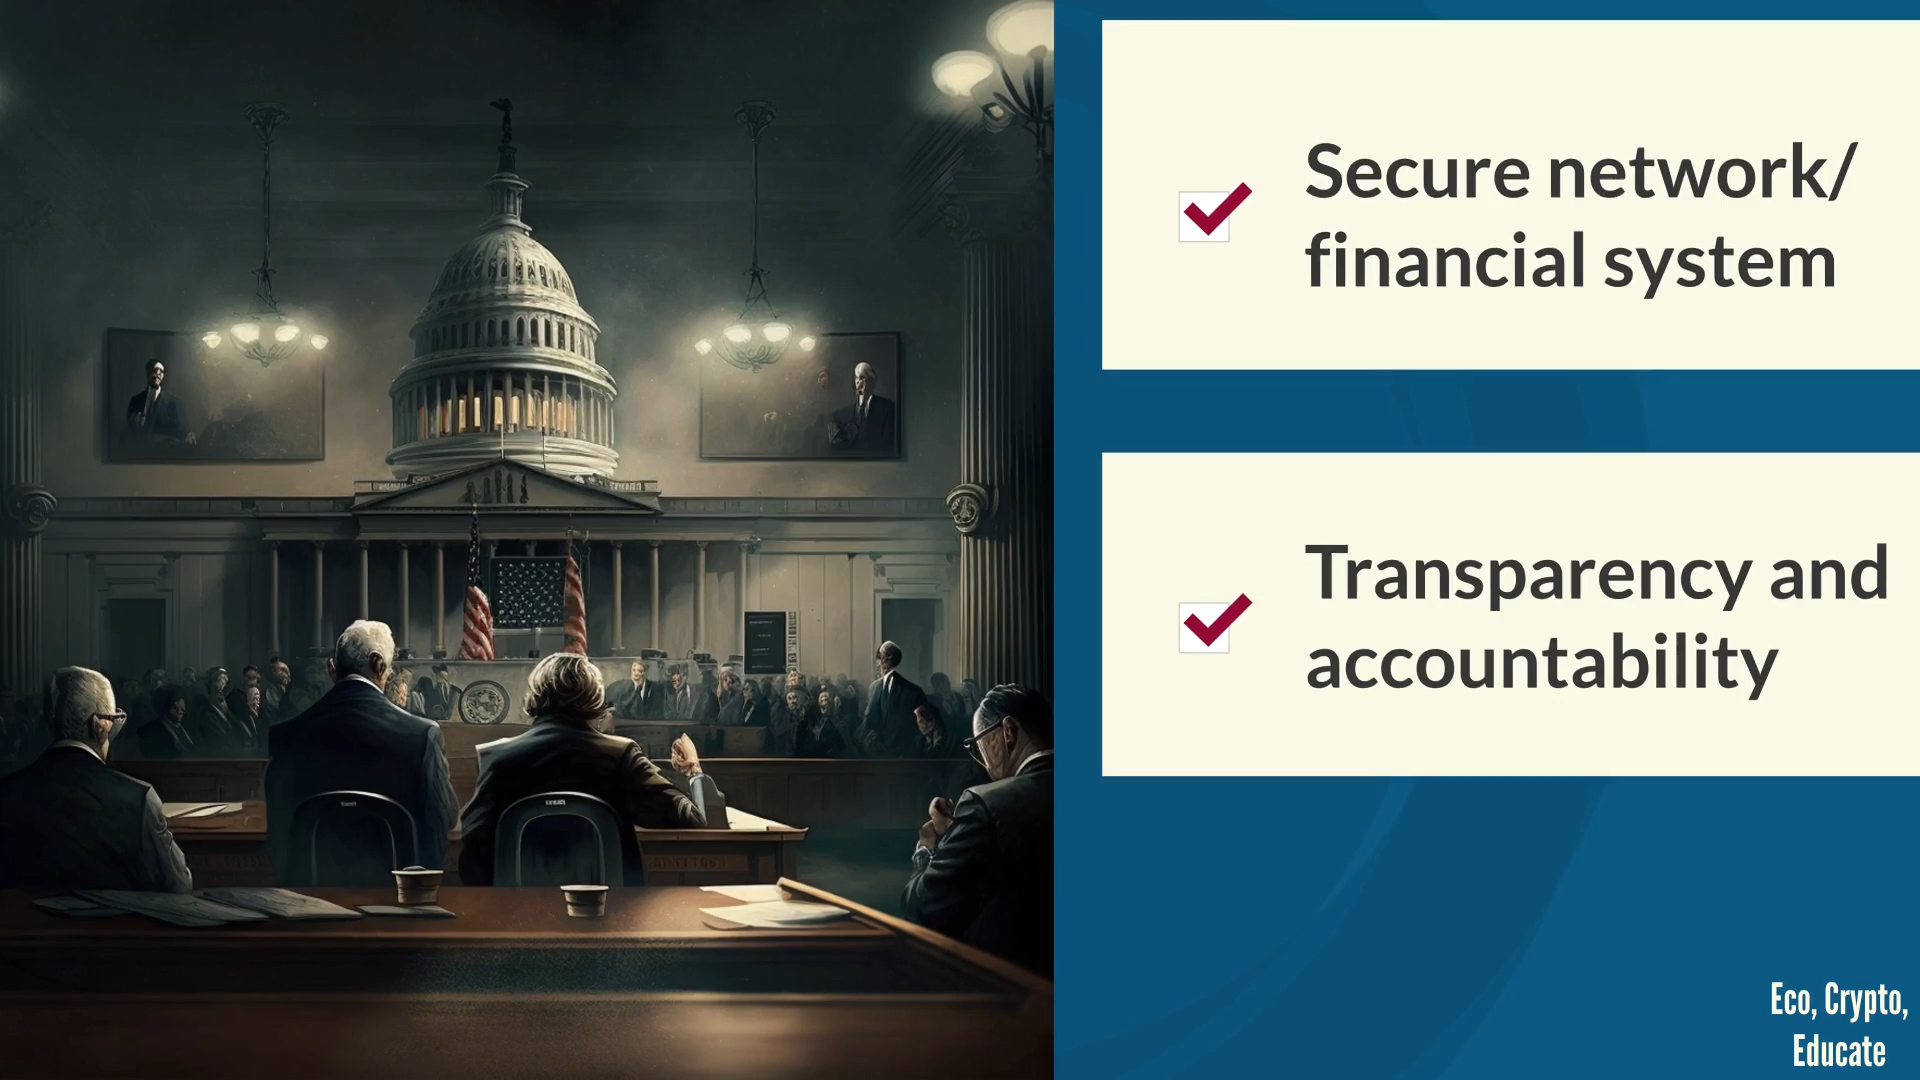 Secure network/
financial system
Transparency and
accountability
Eco, Crypto,
Educate